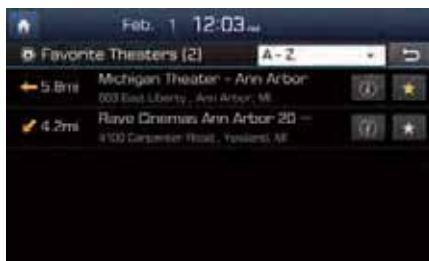 Feb. 1 12:03
Favorite Theaters (2) A - Z
5.8mi Michigan Theater - Ann Arbor
603 East Liberty, Ann Arbor, MI
4.2mi Rave Cinemas Ann Arbor 20 —
4100 Carpenter Road, Ypsilanti, MI